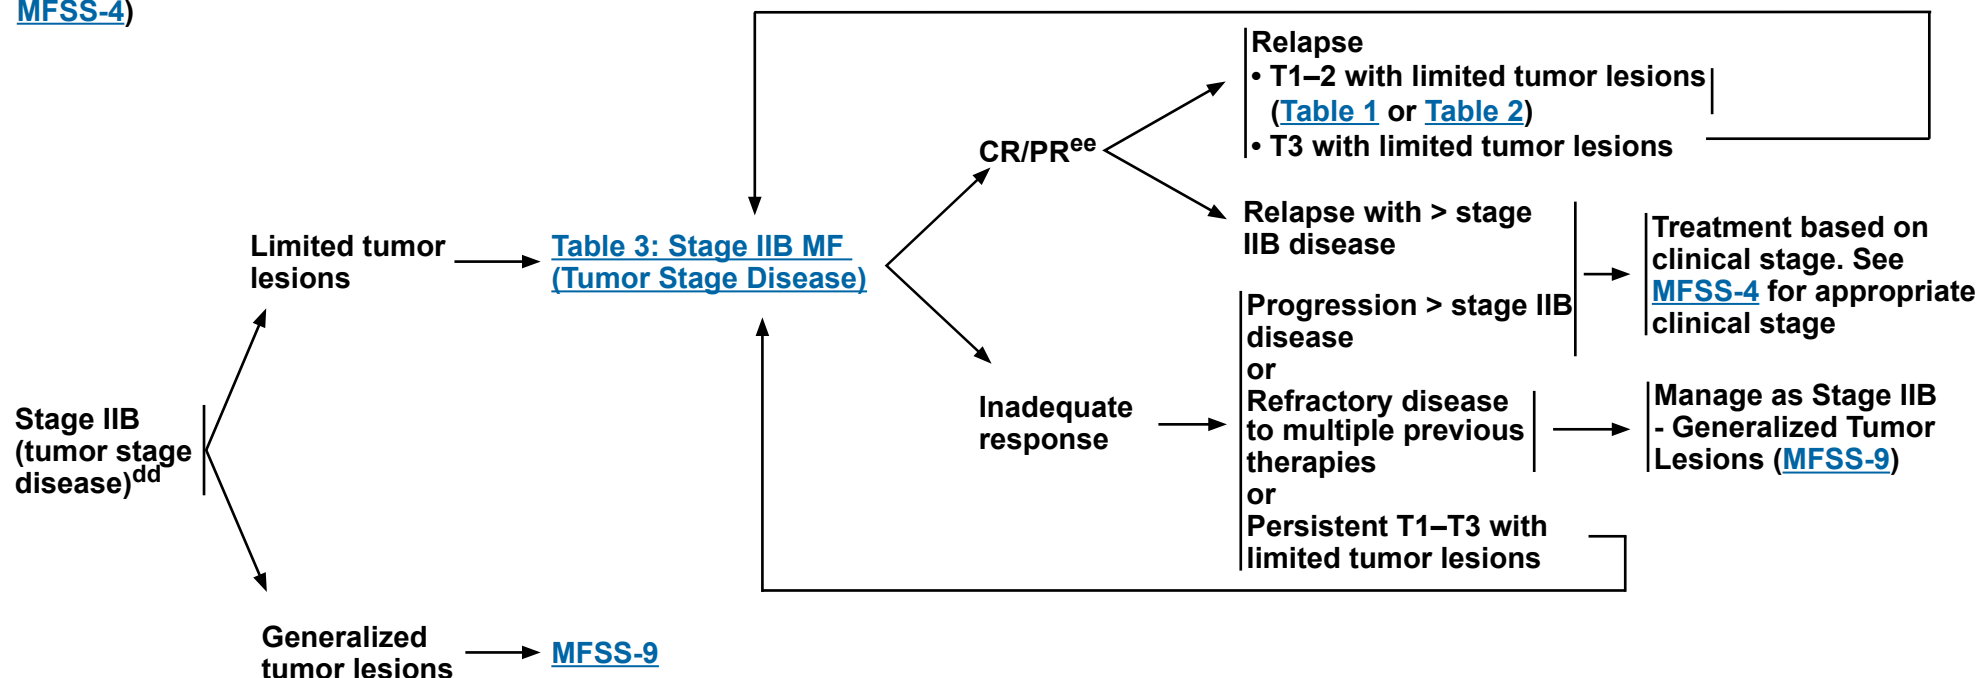 MFSS-4)
Stage IIB
(tumor stage
disease)dd
Limited tumor
lesions
Table 3: Stage IIB MF
(Tumor Stage Disease)
CR/PRee
Relapse
• T1–2 with limited tumor lesions
(Table 1 or Table 2)
• T3 with limited tumor lesions
Relapse with > stage
IIB disease
Treatment based on
clinical stage. See
MFSS-4 for appropriate
clinical stage
Inadequate
response
Progression > stage IIB
disease
or
Refractory disease
to multiple previous
therapies
or
Persistent T1–T3 with
limited tumor lesions
Manage as Stage IIB
- Generalized Tumor
Lesions (MFSS-9)
Generalized
tumor lesions
MFSS-9